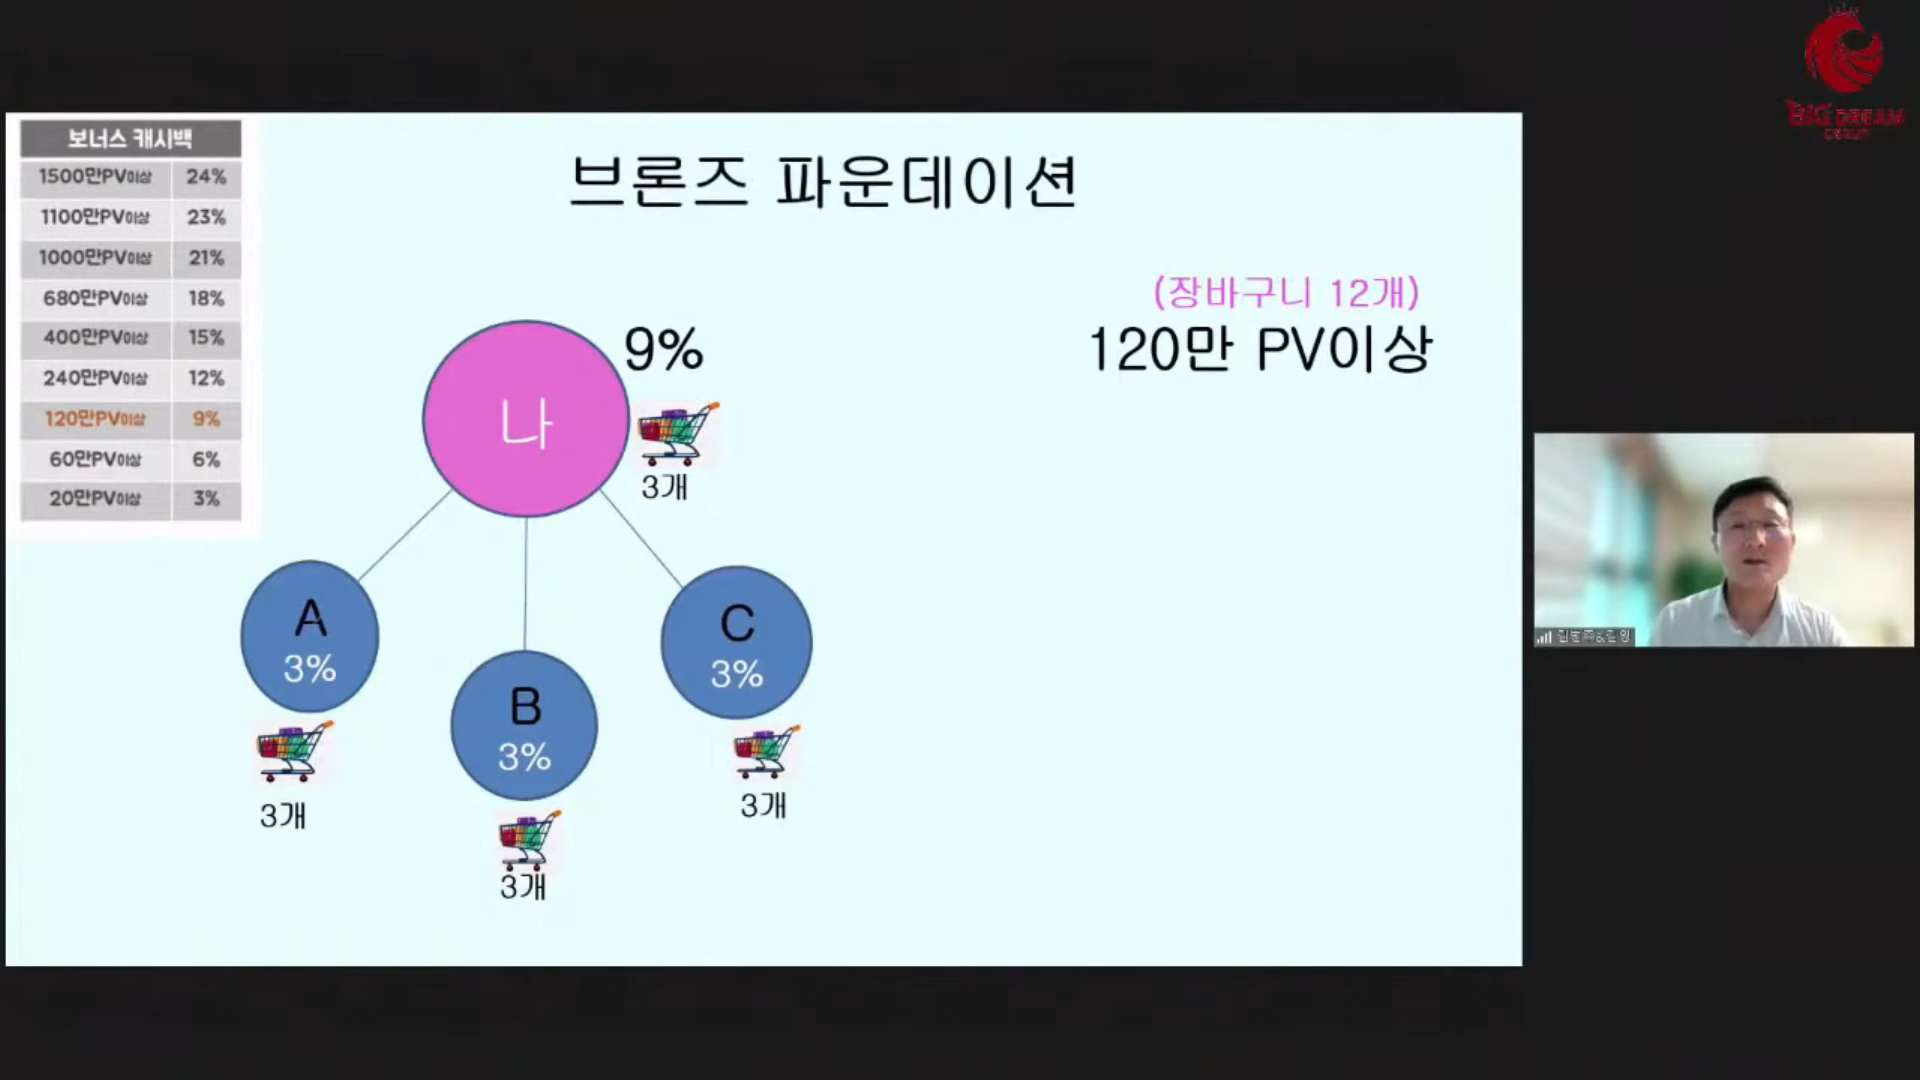 BIG DREAM
GROUP
보너스 캐시백
1500만PV이상 24%
1100만PV이상 23%
1000만PV이상 21%
680만PV이상 18%
400만PV이상 15%
240만PV이상 12%
120만PV이상 9%
60만PV이상 6%
20만PV이상 3%
브론즈 파운데이션
(장바구니 12개)
120만 PV이상
9%
나
3개
A
3%
3개
B
3%
3개
C
3%
3개